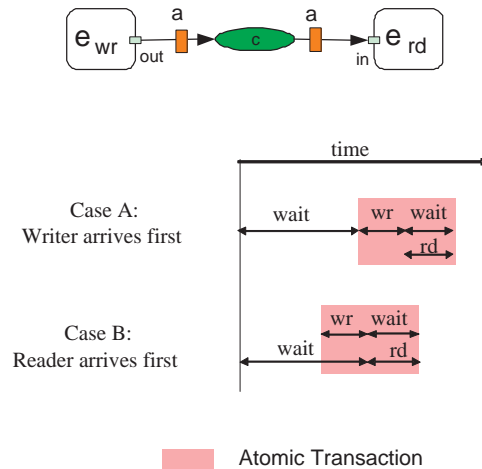 a a
e wr c e rd
out in
time
Case A:
Writer arrives first
wait wr wait
rd
Case B:
Reader arrives first
wr wait
wait rd
Atomic Transaction